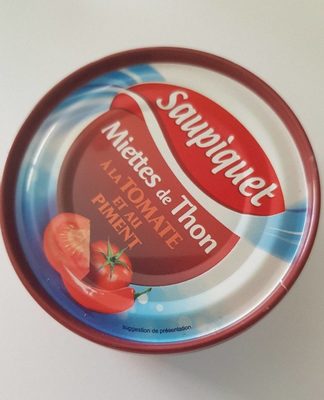 Saupiquet
Miettes de Thon
À LA TOMATE
ET AU
PIMENT
suggestion de présentation.